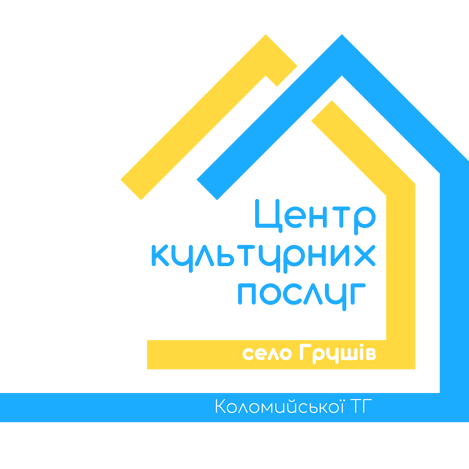 Центр
культурних
послуг
село Грушів
Коломийської ТГ